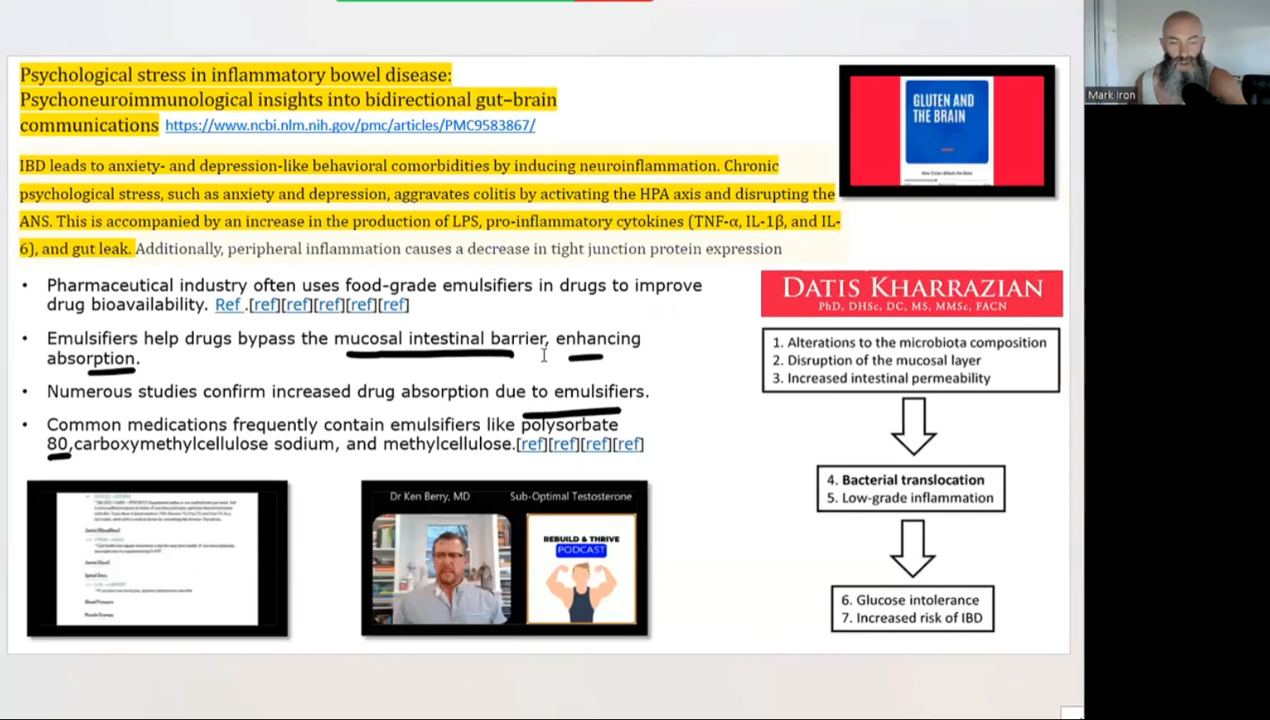 Psychological stress in inflammatory bowel disease:
Psychoneuroimmunological insights into bidirectional gut–brain
communications https://www.ncbi.nlm.nih.gov/pmc/articles/PMC9583867/
IBD leads to anxiety- and depression-like behavioral comorbidities by inducing neuroinflammation. Chronic
psychological stress, such as anxiety and depression, aggravates colitis by activating the HPA axis and disrupting the
ANS. This is accompanied by an increase in the production of LPS, pro-inflammatory cytokines (TNF-α, IL-1β, and IL-
6), and gut leak. Additionally, peripheral inflammation causes a decrease in tight junction protein expression
• Pharmaceutical industry often uses food-grade emulsifiers in drugs to improve
drug bioavailability. Ref .[ref][ref][ref][ref][ref]
• Emulsifiers help drugs bypass the mucosal intestinal barrier, enhancing
absorption.
• Numerous studies confirm increased drug absorption due to emulsifiers.
• Common medications frequently contain emulsifiers like polysorbate
80,carboxymethylcellulose sodium, and methylcellulose.[ref][ref][ref][ref]
Dr Ken Berry, MD
Sub-Optimal Testosterone
REBUILD & THRIVE
PODCAST
GLUTEN AND
THE BRAIN
Mark Iron
DATIS KHARRAZIAN
PhD, DHSc, DC, MS, MMSc, FACN
1. Alterations to the microbiota composition
2. Disruption of the mucosal layer
3. Increased intestinal permeability
4. Bacterial translocation
5. Low-grade inflammation
6. Glucose intolerance
7. Increased risk of IBD